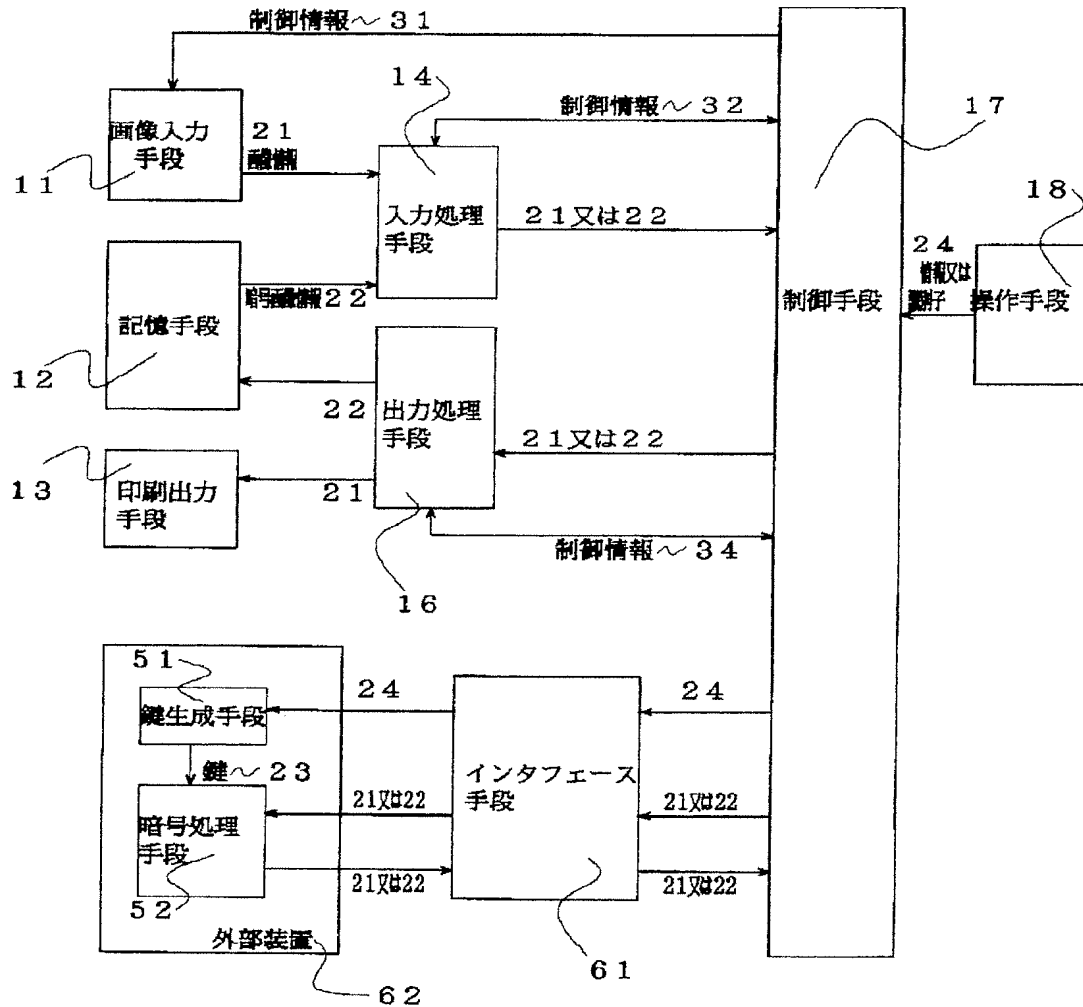 制御情報～31
14
制御情報～32
17
画像入力
手段
21
11
入力処理
手段
21又は22
18
24
情報又は
操作手段
制御手段
22
記憶手段
12
22
出力処理
手段
21又は22
13
印刷出力
手段
21
制御情報～34
16
51
鍵生成手段
24
24
鍵～23
インタフェース
手段
暗号処理
手段
21又は22
21又は22
52
21又は22
21又は22
外部装置
61
62